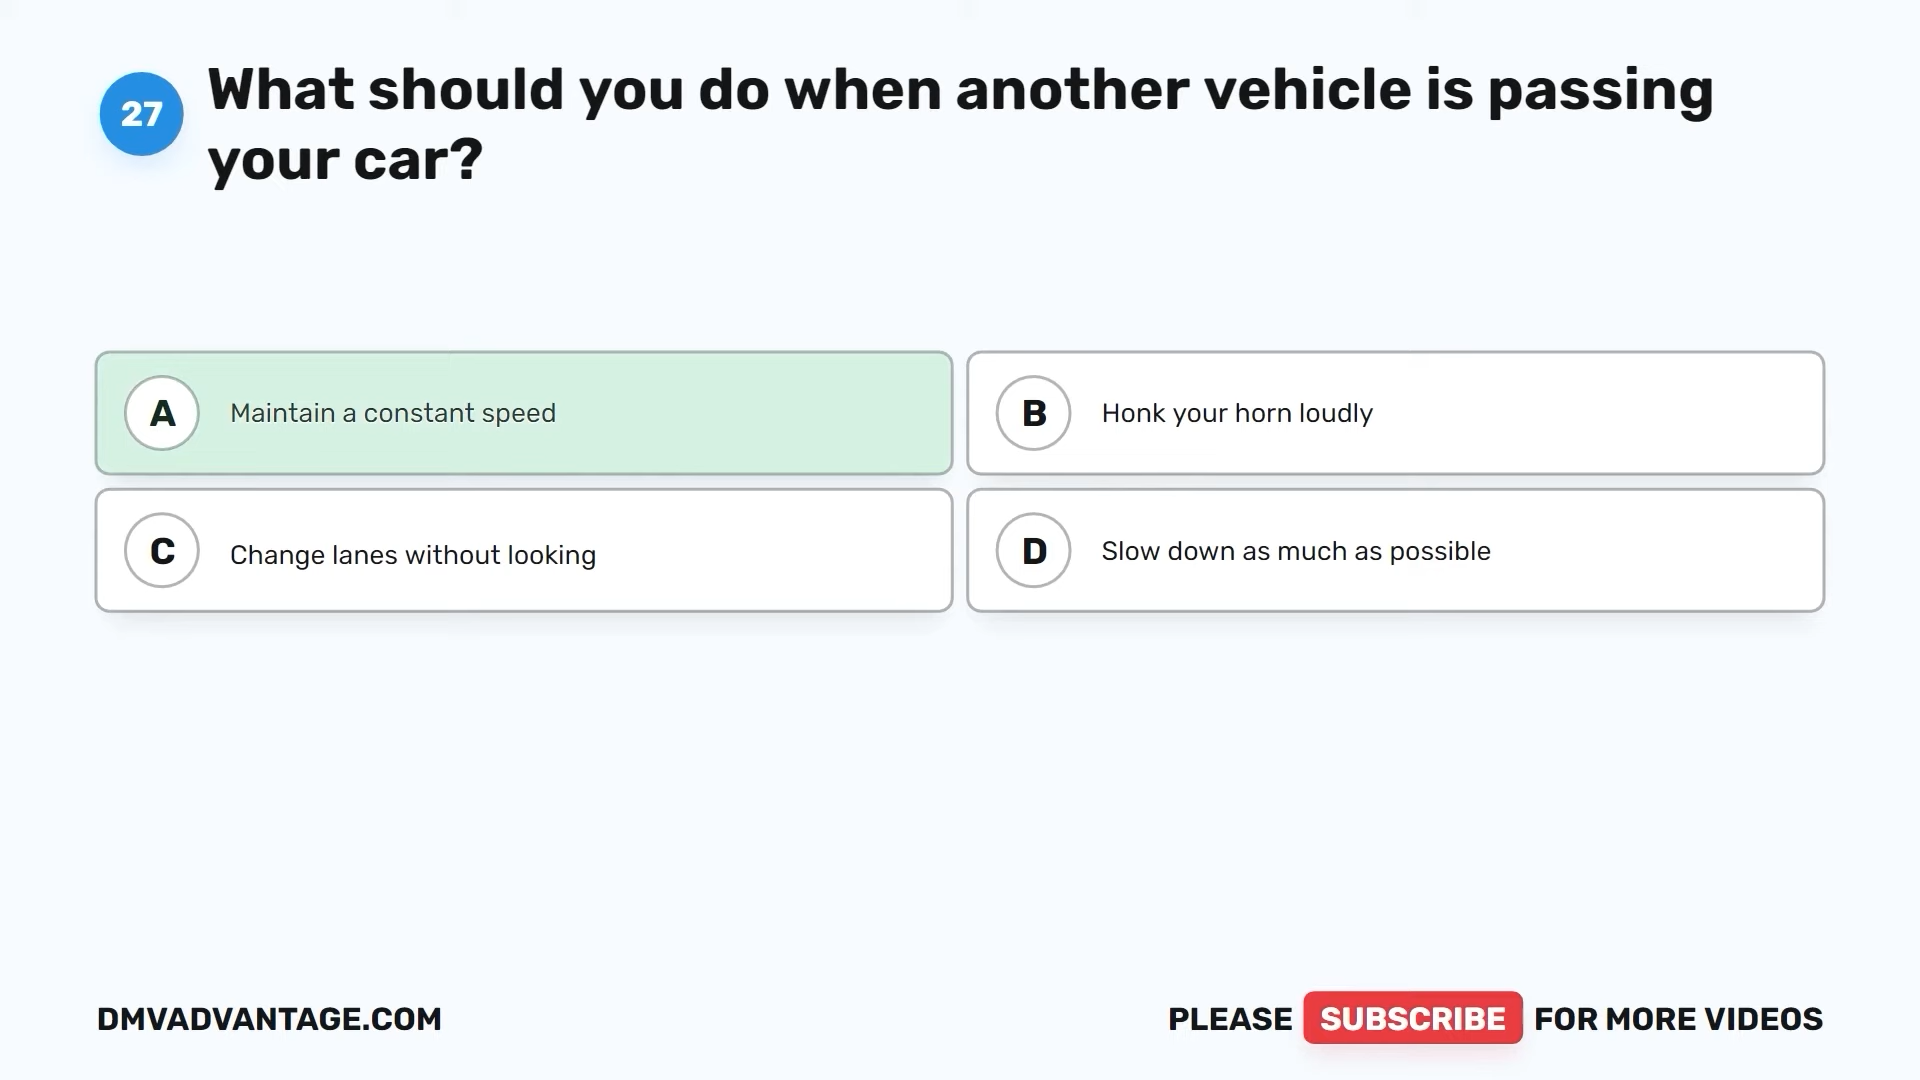 27
What should you do when another vehicle is passing
your car?
A Maintain a constant speed
B Honk your horn loudly
C Change lanes without looking
D Slow down as much as possible
DMVADVANTAGE.COM
PLEASE SUBSCRIBE FOR MORE VIDEOS